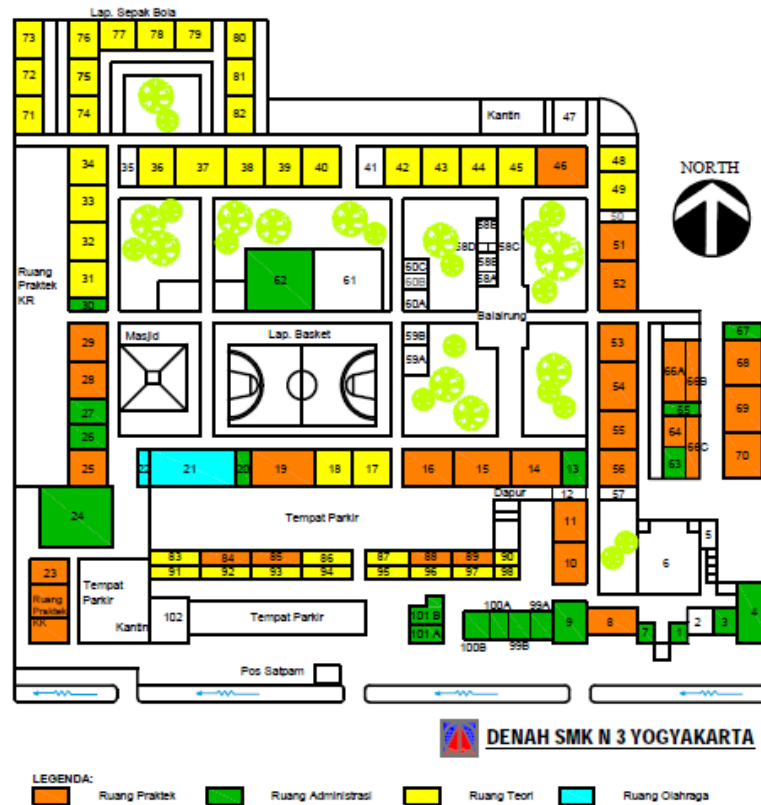 Lap. Sepak Bola
73 76 77 78 79 80
72 75 81
71 74 82
Kantin 47
34 35 36 37 38 39 40 41 42 43 44 45 46 48
NORTH
33 49
50
32 58E 51
58D 58C
Ruang
Praktek
KR
31 62 61 60C 58B 52
60B 58A
30 60A
Balairung
29 Masjid Lap. Basket 59B 53 67
28 59A 54 66A 66B 68
27 65 69
26 55 64 66C
25 22 21 20 19 18 17 16 15 14 13 56 63 70
Dapur 12 57
24 Tempat Parkir 11 5
83 84 85 86 87 88 89 90 6
91 92 93 94 95 96 97 98 10
23
Ruang
Praktek
KK
Tempat
Parkir
Kantin
102 Tempat Parkir 101 B 100A 99A 9 8 2 3 4
101 A 7 1
100B 99B
Pos Satpam
DENAH SMK N 3 YOGYAKARTA
LEGENDA:
Ruang Praktek Ruang Administrasi Ruang Teori Ruang Olahraga